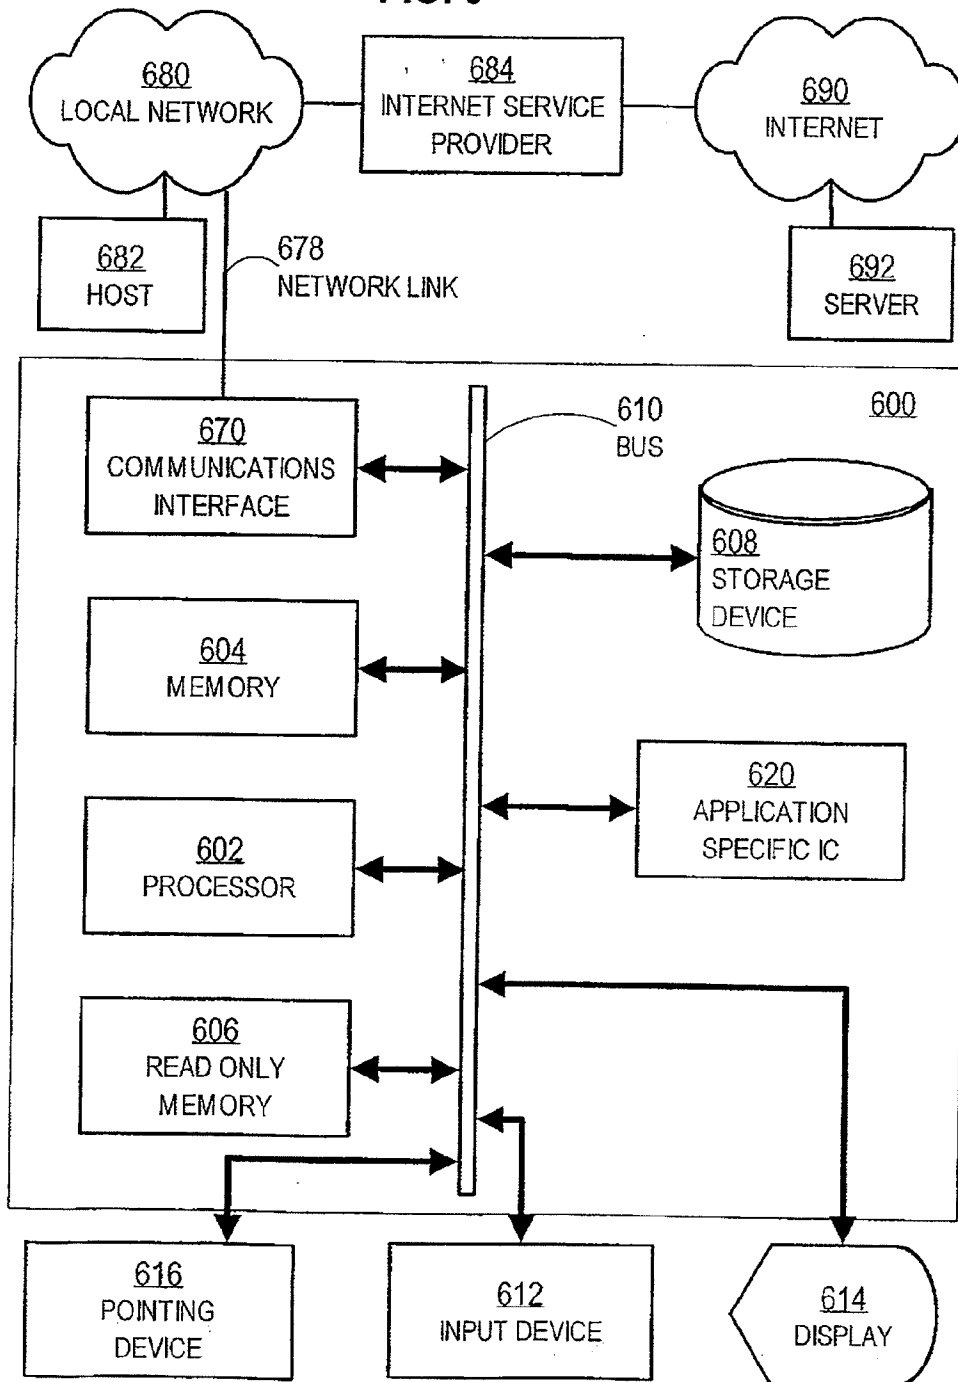 680
LOCAL NETWORK
684
INTERNET SERVICE
PROVIDER
690
INTERNET
682
HOST
678
NETWORK LINK
692
SERVER
600
670
COMMUNICATIONS
INTERFACE
610
BUS
608
STORAGE
DEVICE
604
MEMORY
620
APPLICATION
SPECIFIC IC
602
PROCESSOR
606
READ ONLY
MEMORY
616
POINTING
DEVICE
612
INPUT DEVICE
614
DISPLAY